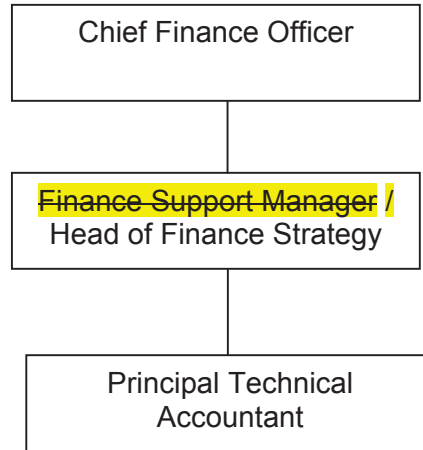 Chief Finance Officer
Finance Support Manager /
Head of Finance Strategy
Principal Technical
Accountant